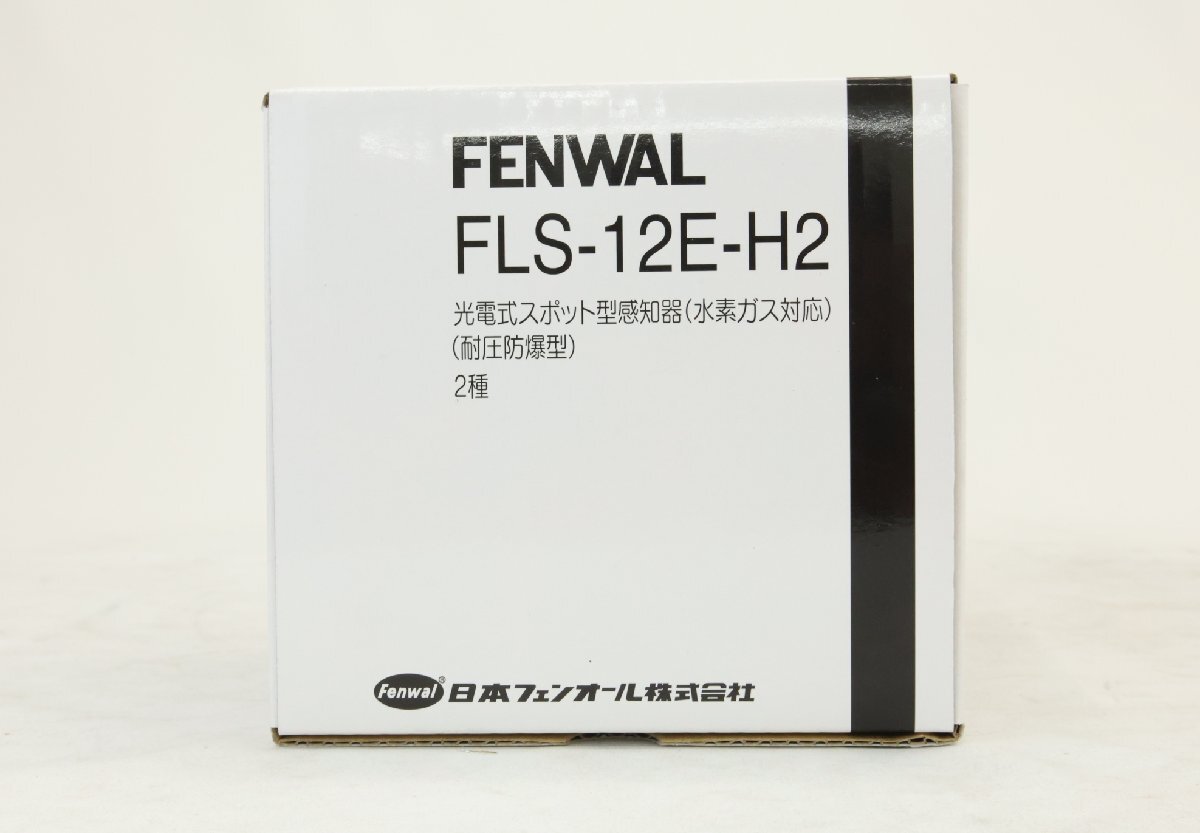 FENWAL
FLS-12E-H2
光電式スポット型感知器(水素ガス対応)
(耐圧防爆型)
2種
Fenwal® 日本フェンオール株式会社